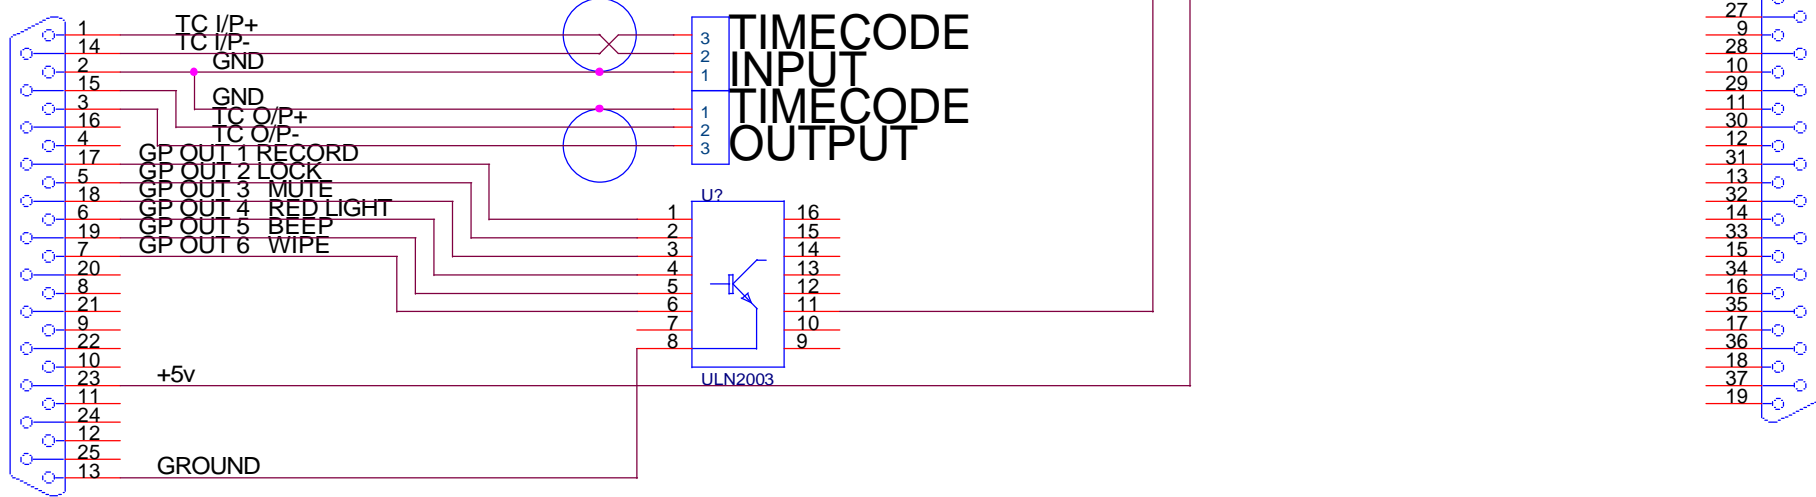 1 TC I/P+
14 TC I/P-
2 GND
15
3 GND
16 TC O/P+
4 TC O/P-
17 GP OUT 1 RECORD
5 GP OUT 2 LOCK
18 GP OUT 3 MUTE
6 GP OUT 4 RED LIGHT
19 GP OUT 5 BEEP
7 GP OUT 6 WIPE
20
8
21
9
22
10
23 +5v
11
24
12
25
13 GROUND
3 TIMECODE
2 INPUT
1
1 TIMECODE
2 OUTPUT
3
U?
1 16
2 15
3 14
4 13
5 12
6 11
7 10
8 9
ULN2003
27
9
28
10
29
11
30
12
31
13
32
14
33
15
34
16
35
17
36
18
37
19